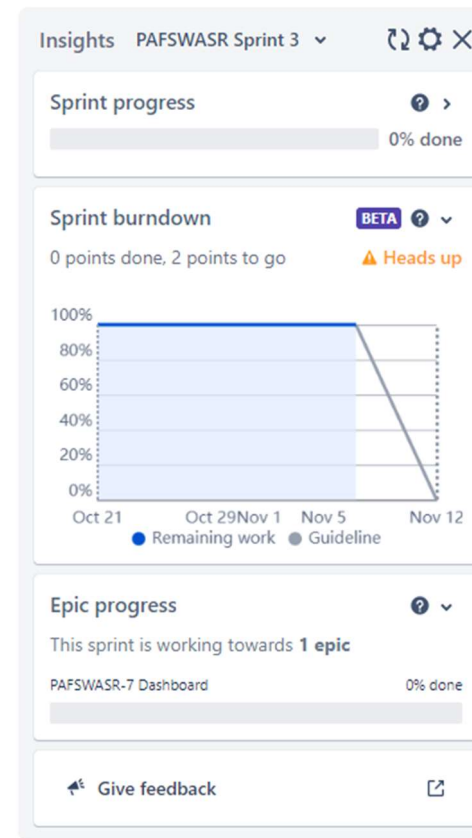 Insights PAFSWASR Sprint 3
Sprint progress
0% done
Sprint burndown BETA
0 points done, 2 points to go Heads up
100%
80%
60%
40%
20%
0%
Oct 21 Oct 29 Nov 1 Nov 5 Nov 12
Remaining work Guideline
Epic progress
This sprint is working towards 1 epic
PAFSWASR-7 Dashboard 0% done
Give feedback